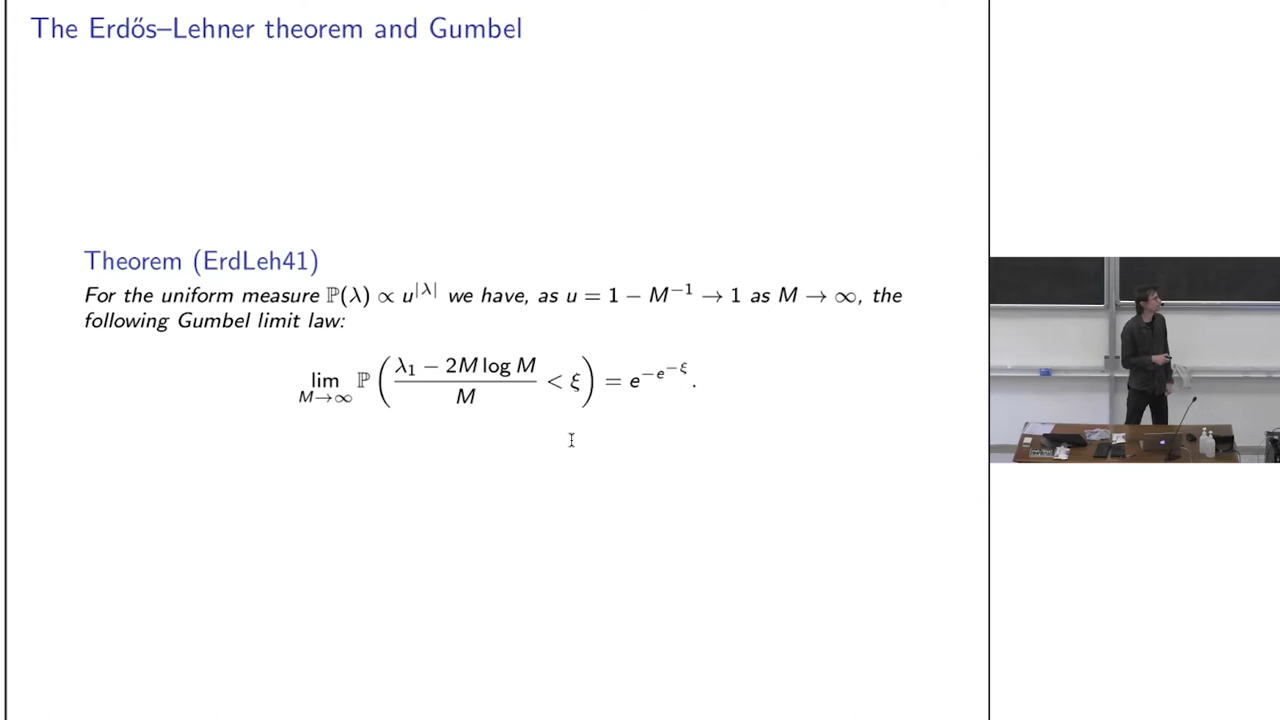 The Erdős–Lehner theorem and Gumbel
Theorem (ErdLeh41)
For the uniform measure ℙ(λ) ∝ u^{|λ|} we have, as u = 1 − M^{−1} → 1 as M → ∞, the
following Gumbel limit law:
lim_{M→∞} ℙ( (λ₁ − 2M log M) / M < ξ ) = e^{−e^{−ξ}}.